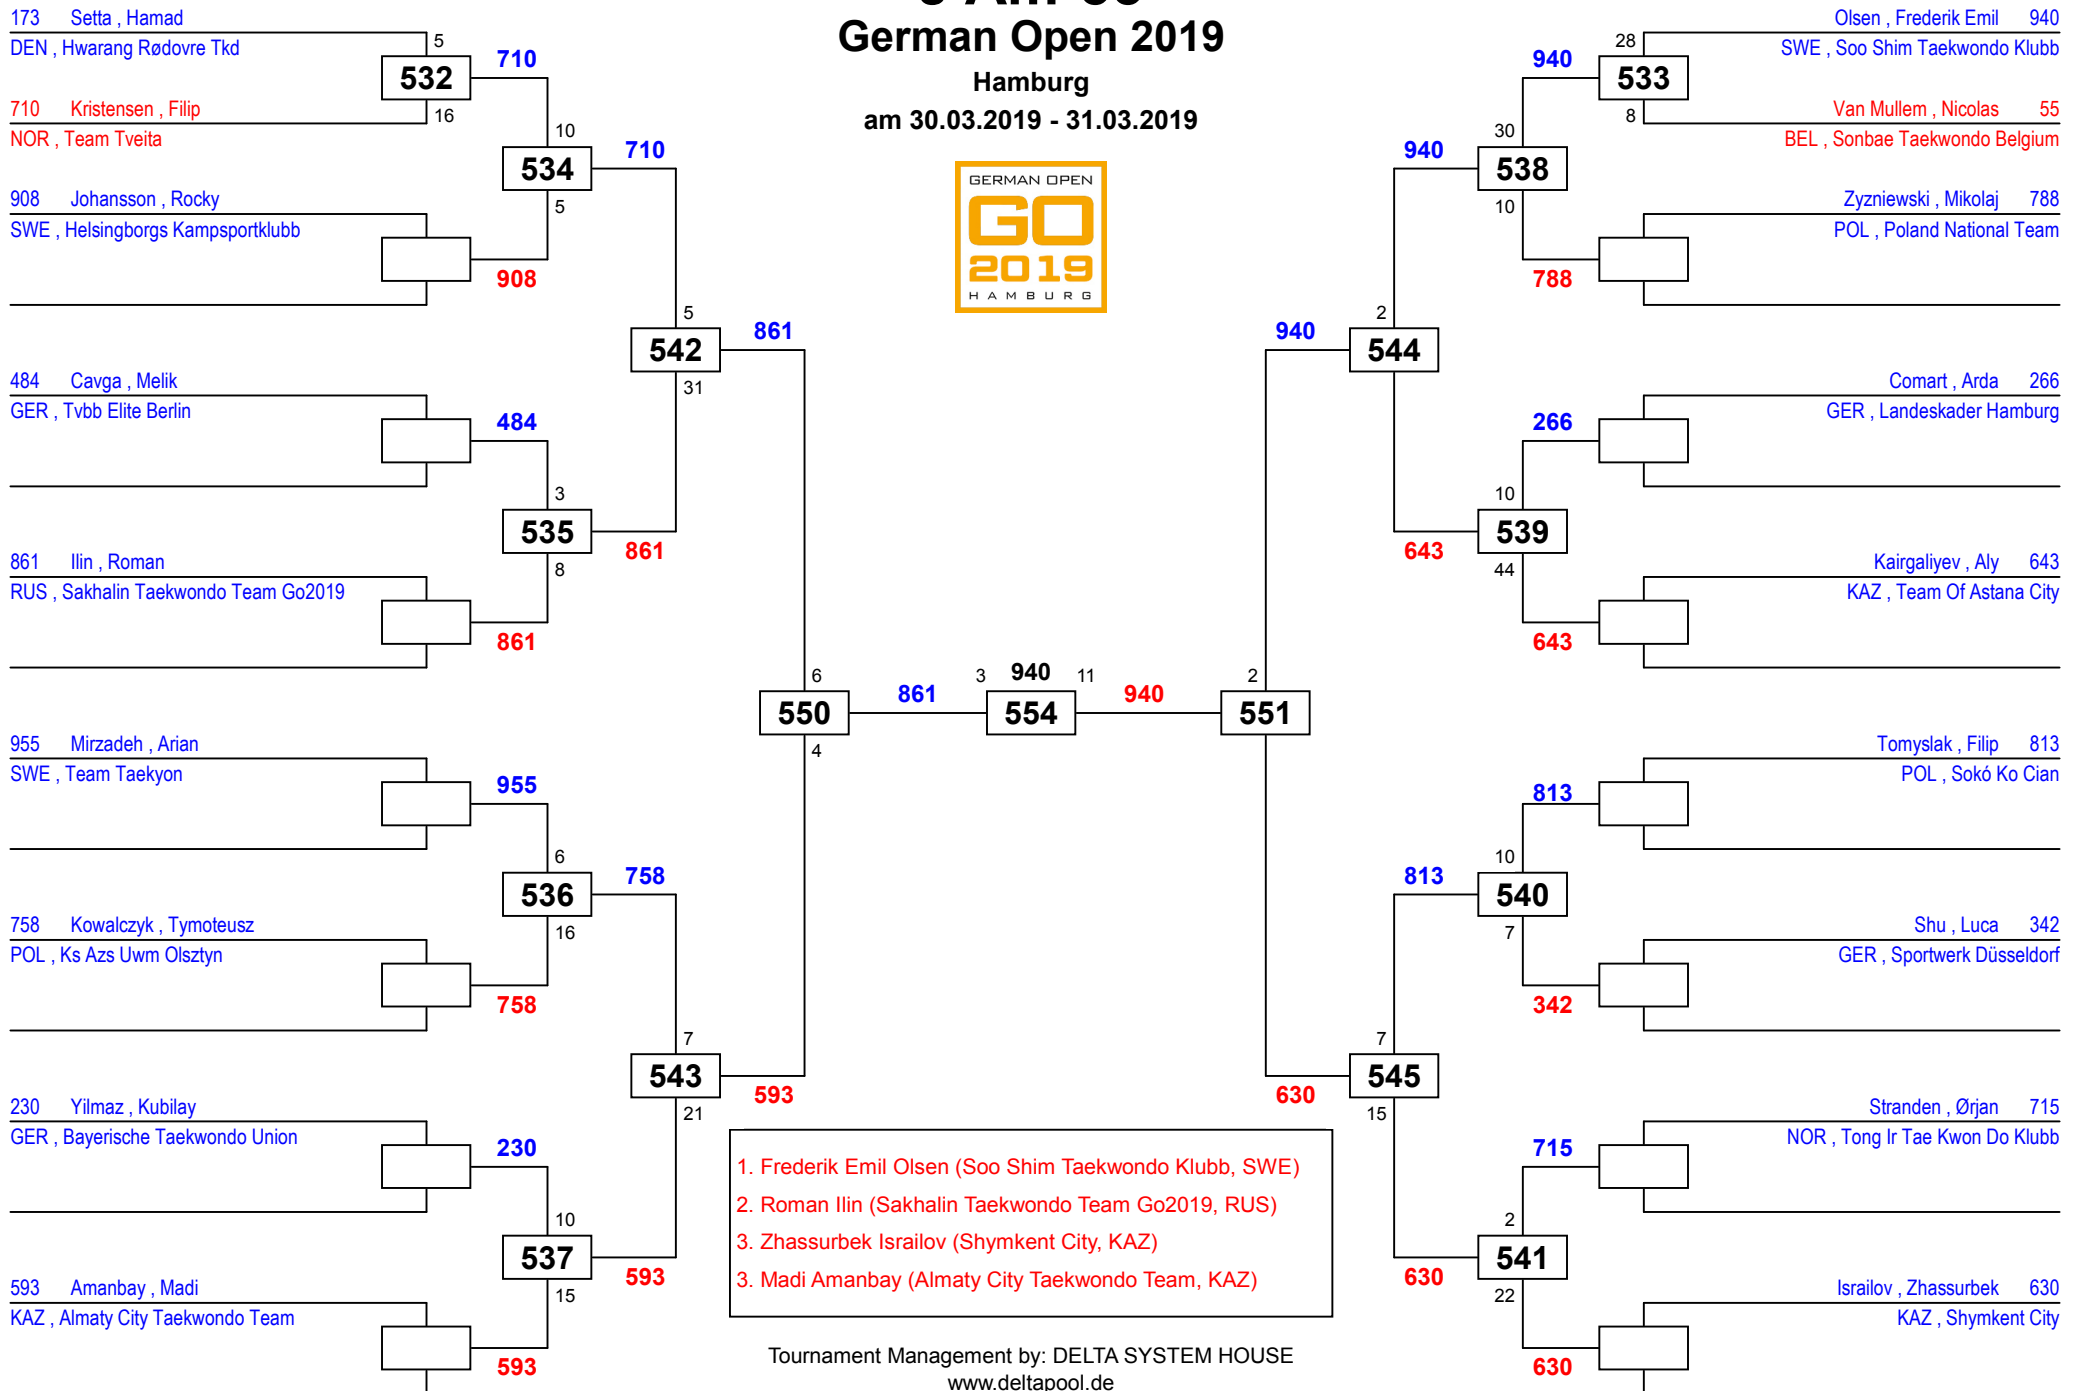 German Open 2019
Hamburg
am 30.03.2019 - 31.03.2019
GERMAN OPEN
GO
2019
HAMBURG
173 Setta , Hamad
DEN , Hwarang Rødovre Tkd
5
532
710
16
710 Kristensen , Filip
NOR , Team Tveita
10
534
710
5
908 Johansson , Rocky
SWE , Helsingborgs Kampsportklubb
908
5
542
861
31
484 Cavga , Melik
GER , Tvbb Elite Berlin
484
3
535
861
8
861 Ilin , Roman
RUS , Sakhalin Taekwondo Team Go2019
861
6
550
861
4
955 Mirzadeh , Arian
SWE , Team Taekyon
955
6
536
758
16
758 Kowalczyk , Tymoteusz
POL , Ks Azs Uwm Olsztyn
758
7
543
593
21
230 Yilmaz , Kubilay
GER , Bayerische Taekwondo Union
230
10
537
593
15
593 Amanbay , Madi
KAZ , Almaty City Taekwondo Team
593
3 940 11
554
Olsen , Frederik Emil 940
SWE , Soo Shim Taekwondo Klubb
28
940
533
8
Van Mullem , Nicolas 55
BEL , Sonbae Taekwondo Belgium
30
940
538
10
Zyzniewski , Mikolaj 788
POL , Poland National Team
788
2
940
544
Comart , Arda 266
GER , Landeskader Hamburg
266
10
539
643
44
Kairgaliyev , Aly 643
KAZ , Team Of Astana City
643
2
940
551
Tomyslak , Filip 813
POL , Sokó Ko Cian
813
10
813
540
7
Shu , Luca 342
GER , Sportwerk Düsseldorf
342
7
545
630
15
Stranden , Ørjan 715
NOR , Tong Ir Tae Kwon Do Klubb
715
2
541
630
22
Israilov , Zhassurbek 630
KAZ , Shymkent City
630
1. Frederik Emil Olsen (Soo Shim Taekwondo Klubb, SWE)
2. Roman Ilin (Sakhalin Taekwondo Team Go2019, RUS)
3. Zhassurbek Israilov (Shymkent City, KAZ)
3. Madi Amanbay (Almaty City Taekwondo Team, KAZ)
Tournament Management by: DELTA SYSTEM HOUSE
www.deltapool.de